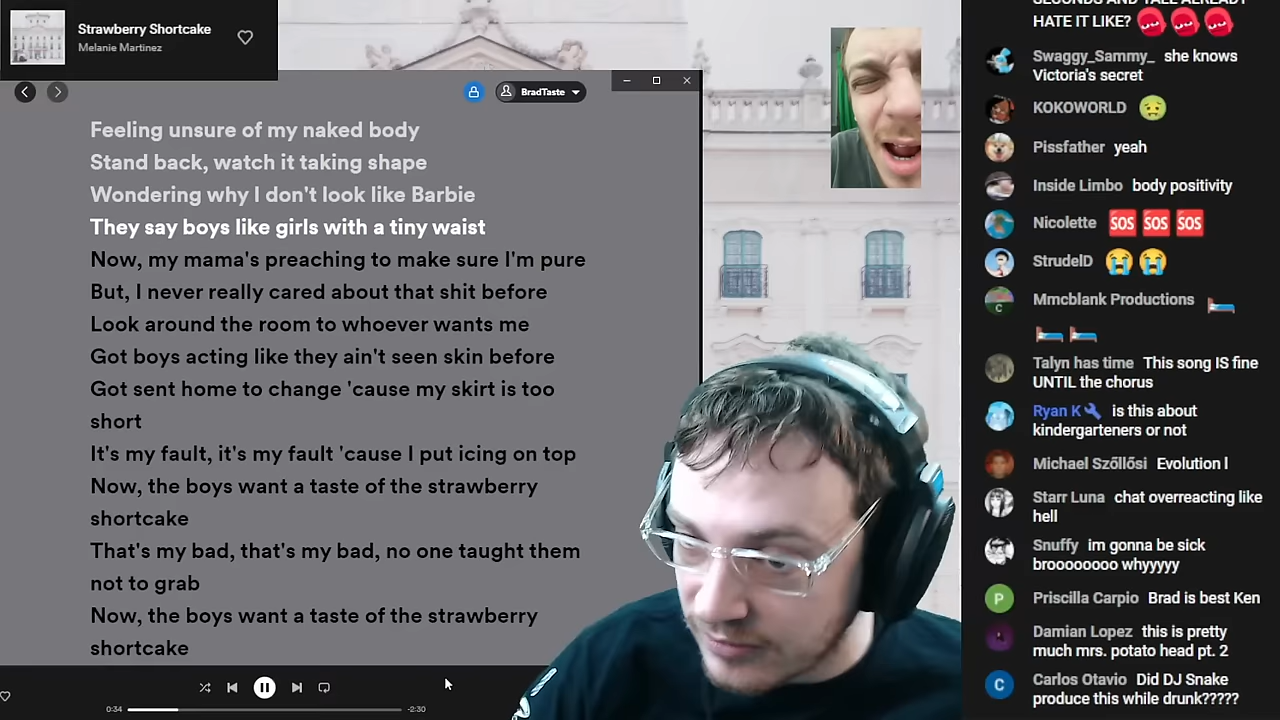 Strawberry Shortcake
Melanie Martinez
BradTaste
Feeling unsure of my naked body
Stand back, watch it taking shape
Wondering why I don't look like Barbie
They say boys like girls with a tiny waist
Now, my mama's preaching to make sure I'm pure
But, I never really cared about that shit before
Look around the room to whoever wants me
Got boys acting like they ain't seen skin before
Got sent home to change 'cause my skirt is too
short
It's my fault, it's my fault 'cause I put icing on top
Now, the boys want a taste of the strawberry
shortcake
That's my bad, that's my bad, no one taught them
not to grab
Now, the boys want a taste of the strawberry
shortcake
0:34
-2:30
HATE IT LIKE?
Swaggy_Sammy_ she knows
Victoria's secret
KOKOWORLD
Pissfather yeah
Inside Limbo body positivity
Nicolette SOS SOS SOS
StrudelD
Mmcblank Productions
Talyn has time This song IS fine
UNTIL the chorus
Ryan K is this about
kindergarteners or not
Michael Szőllősi Evolution l
Starr Luna chat overreacting like
hell
Snuffy im gonna be sick
brooooooo whyyyyy
P
Priscilla Carpio Brad is best Ken
Damian Lopez this is pretty
much mrs. potato head pt. 2
C
Carlos Otavio Did DJ Snake
produce this while drunk?????